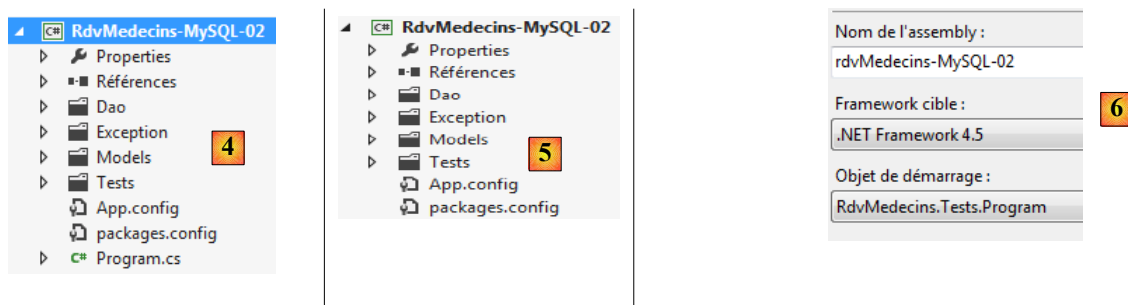 C# RdvMedecins-MySQL-02
Properties
Références
Dao
Exception
Models
Tests
App.config
packages.config
C# Program.cs
4
C# RdvMedecins-MySQL-02
Properties
Références
Dao
Exception
Models
Tests
App.config
packages.config
5
Nom de l'assembly :
rdvMedecins-MySQL-02
Framework cible :
.NET Framework 4.5
Objet de démarrage :
RdvMedecins.Tests.Program
6